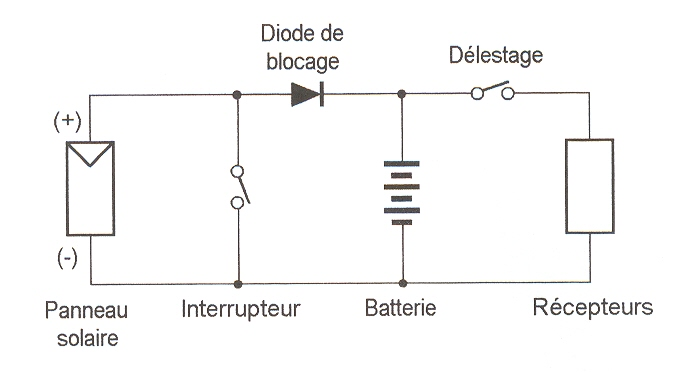 Diode de
blocage
Délestage
(+)
(-)
Panneau
solaire
Interrupteur
Batterie
Récepteurs